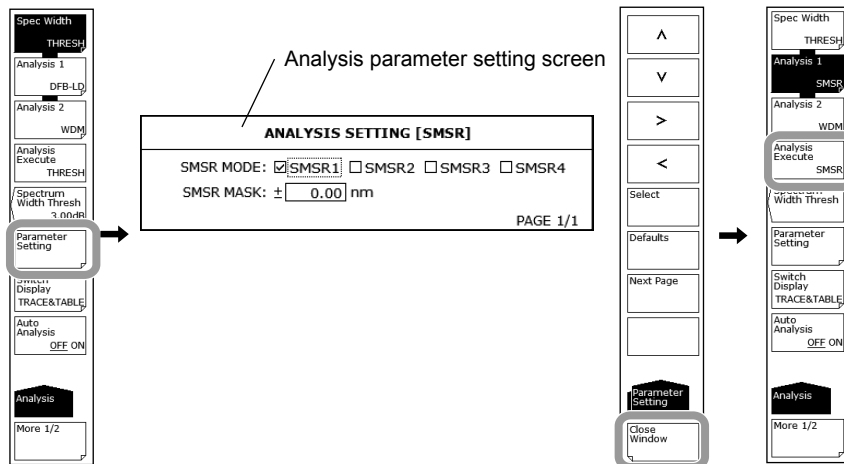 Spec Width
THRESH
Analysis 1
DFB-LD
Analysis 2
WDM
Analysis
Execute
THRESH
Spectrum
Width Thresh
3.00dB
Parameter
Setting
Switch
Display
TRACE&TABLE
Auto
Analysis
OFF ON
Analysis
More 1/2
Analysis parameter setting screen
ANALYSIS SETTING [SMSR]
SMSR MODE: ☑SMSR1 ☐SMSR2 ☐SMSR3 ☐SMSR4
SMSR MASK: ± 0.00 nm
PAGE 1/1
Select
Defaults
Next Page
Parameter
Setting
Close
Window
Spec Width
THRESH
Analysis 1
SMSR
Analysis 2
WDM
Analysis
Execute
SMSR
Spectrum
Width Thresh
Parameter
Setting
Switch
Display
TRACE&TABLE
Auto
Analysis
OFF ON
Analysis
More 1/2